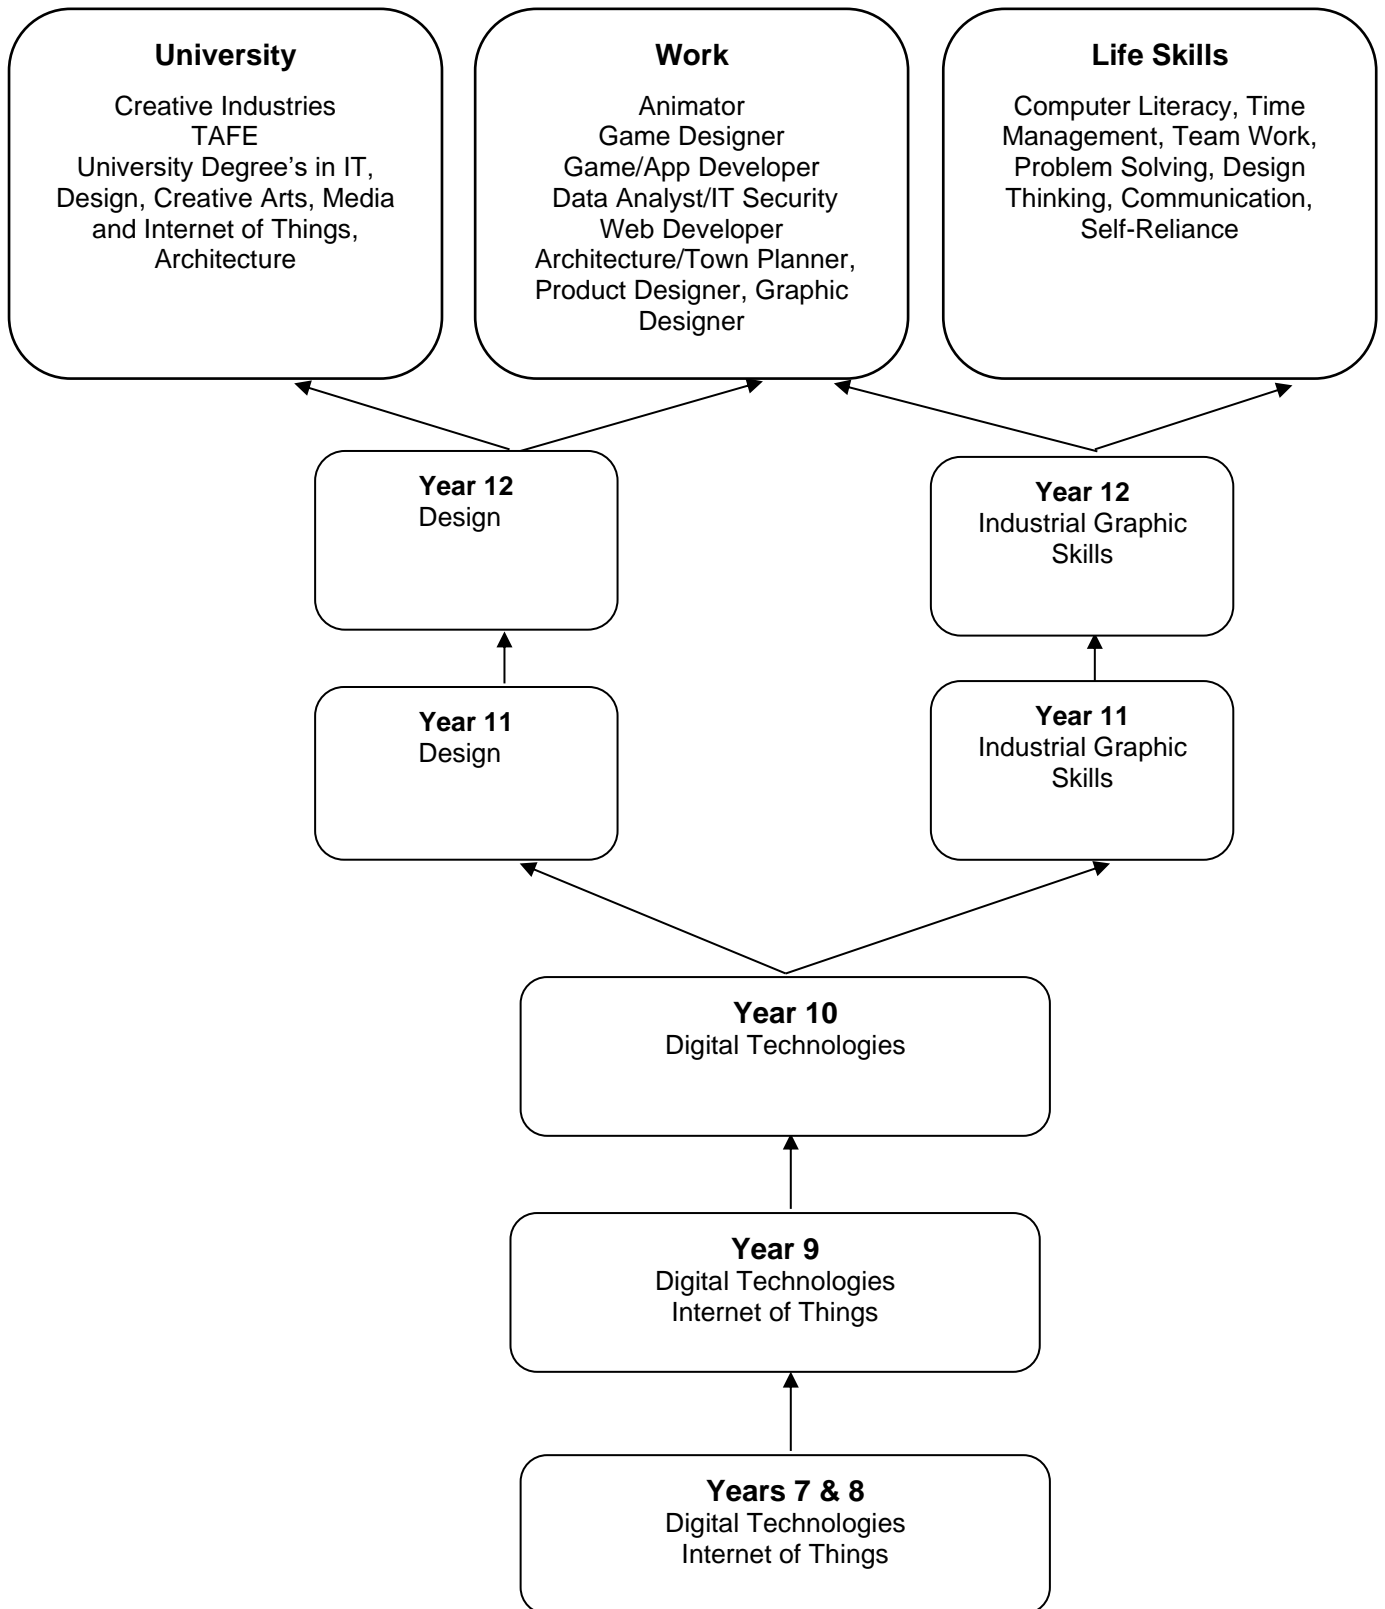 University
Creative Industries
TAFE
University Degree's in IT,
Design, Creative Arts, Media
and Internet of Things,
Architecture
Work
Animator
Game Designer
Game/App Developer
Data Analyst/IT Security
Web Developer
Architecture/Town Planner,
Product Designer, Graphic
Designer
Life Skills
Computer Literacy, Time
Management, Team Work,
Problem Solving, Design
Thinking, Communication,
Self-Reliance
Year 12
Design
Year 12
Industrial Graphic
Skills
Year 11
Design
Year 11
Industrial Graphic
Skills
Year 10
Digital Technologies
Year 9
Digital Technologies
Internet of Things
Years 7 & 8
Digital Technologies
Internet of Things